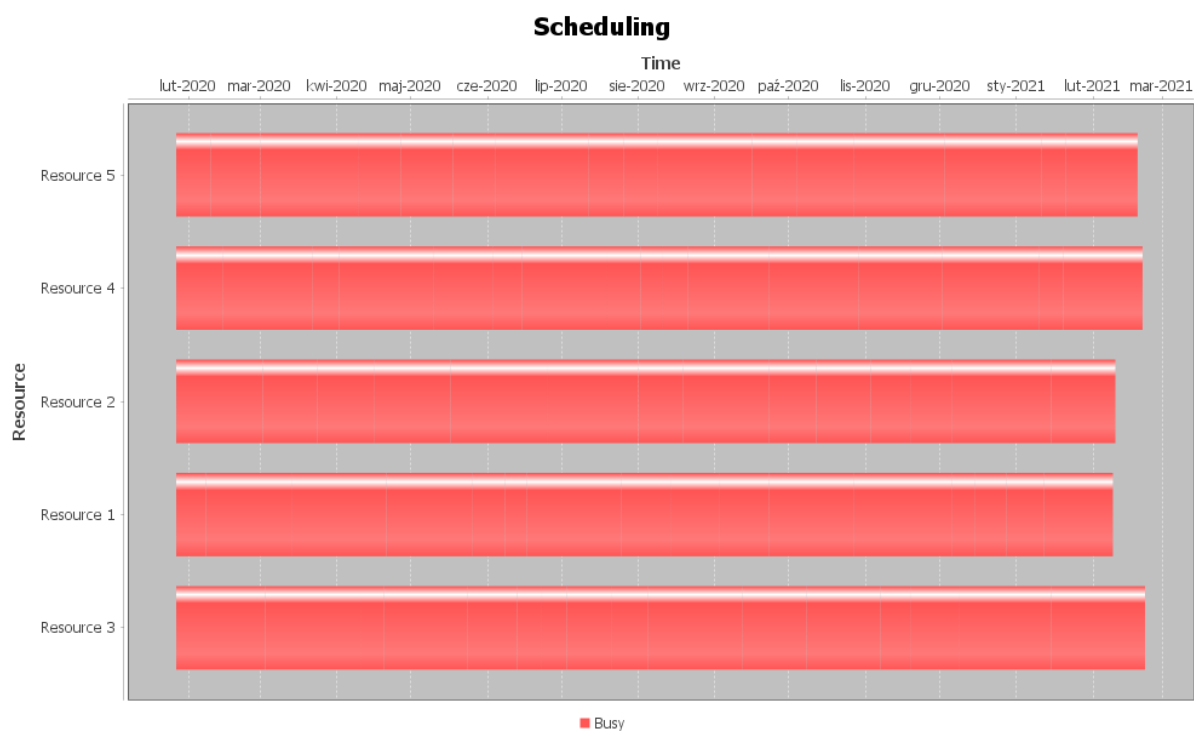 Scheduling
Time
lut-2020 mar-2020 kwi-2020 maj-2020 cze-2020 lip-2020 sie-2020 wrz-2020 paź-2020 lis-2020 gru-2020 sty-2021 lut-2021 mar-2021
Resource
Resource 5
Resource 4
Resource 2
Resource 1
Resource 3
Busy